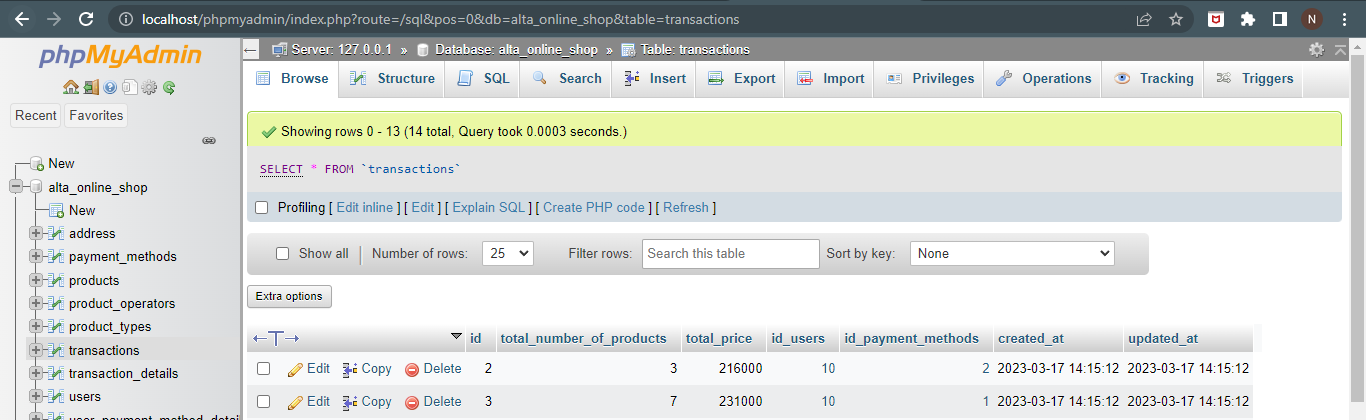 localhost/phpmyadmin/index.php?route=/sql&pos=0&db=alta_online_shop&table=transactions
N
phpMyAdmin
Recent Favorites
New
alta_online_shop
New
address
payment_methods
products
product_operators
product_types
transactions
transaction_details
users
Server: 127.0.0.1 » Database: alta_online_shop » Table: transactions
Browse Structure SQL Search Insert Export Import Privileges Operations Tracking Triggers
Showing rows 0 - 13 (14 total, Query took 0.0003 seconds.)
SELECT * FROM `transactions`
Profiling [ Edit inline ] [ Edit ] [ Explain SQL ] [ Create PHP code ] [ Refresh ]
Show all Number of rows: 25 Filter rows: Search this table Sort by key: None
Extra options
id total_number_of_products total_price id_users id_payment_methods created_at updated_at
Edit Copy Delete 2 3 216000 10 2 2023-03-17 14:15:12 2023-03-17 14:15:12
Edit Copy Delete 3 7 231000 10 1 2023-03-17 14:15:12 2023-03-17 14:15:12